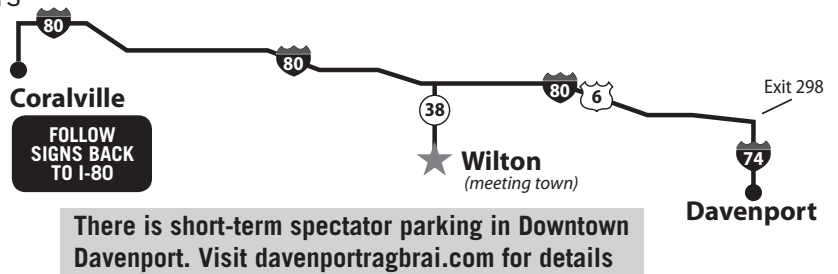 80
80
80
6
Exit 298
Coralville
38
FOLLOW
SIGNS BACK
TO I-80
Wilton
(meeting town)
74
Davenport
There is short-term spectator parking in Downtown
Davenport. Visit davenportragbrai.com for details